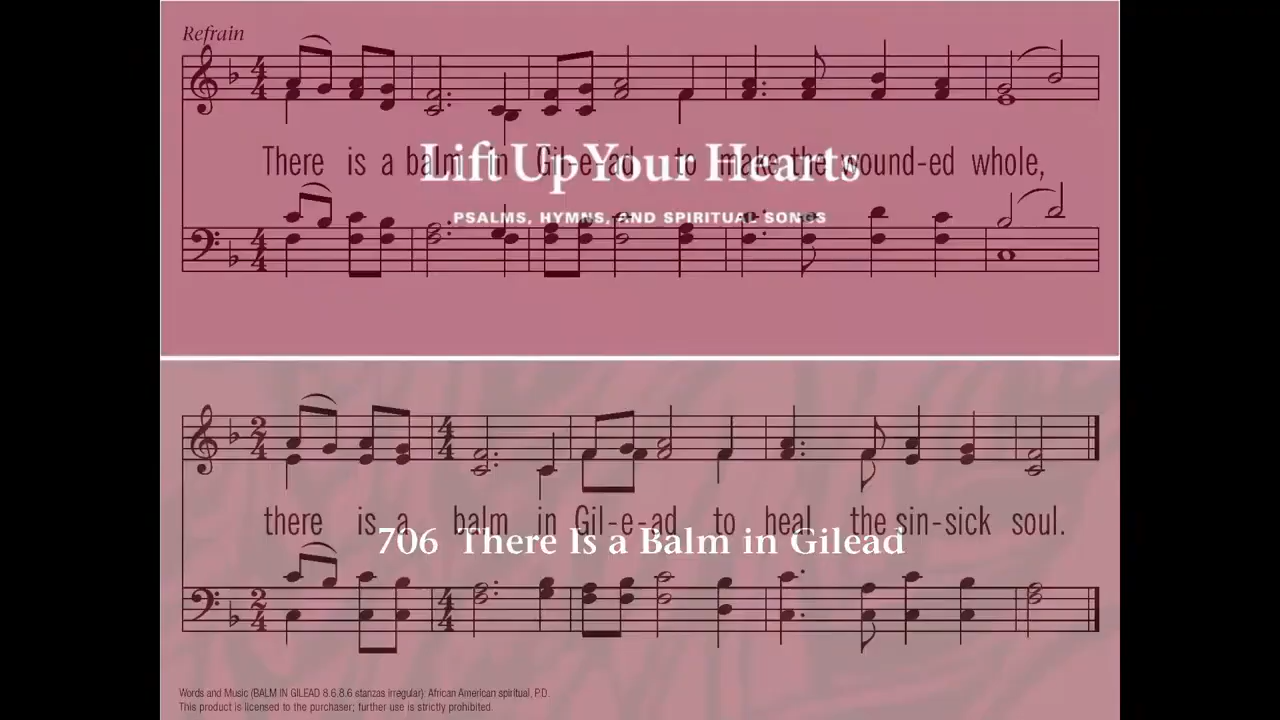 Refrain
There is a balm in Gil-e-ad to make the wound-ed whole,
Lift Up Your Hearts
PSALMS, HYMNS, AND SPIRITUAL SONGS
there is a balm in Gil-e-ad to heal the sin-sick soul.
706 There Is a Balm in Gilead
Words and Music (BALM IN GILEAD 8.6.8.6 stanzas irregular): African American spiritual, P.D.
This product is licensed to the purchaser; further use is strictly prohibited.